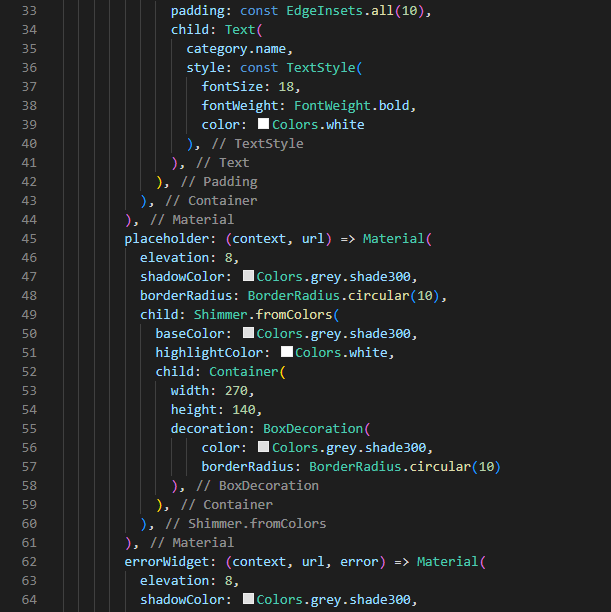 33 padding: const EdgeInsets.all(10),
34 child: Text(
35 category.name,
36 style: const TextStyle(
37 fontSize: 18,
38 fontWeight: FontWeight.bold,
39 color: Colors.white
40 ), // TextStyle
41 ), // Text
42 ), // Padding
43 ), // Container
44 ), // Material
45 placeholder: (context, url) => Material(
46 elevation: 8,
47 shadowColor: Colors.grey.shade300,
48 borderRadius: BorderRadius.circular(10),
49 child: Shimmer.fromColors(
50 baseColor: Colors.grey.shade300,
51 highlightColor: Colors.white,
52 child: Container(
53 width: 270,
54 height: 140,
55 decoration: BoxDecoration(
56 color: Colors.grey.shade300,
57 borderRadius: BorderRadius.circular(10)
58 ), // BoxDecoration
59 ), // Container
60 ), // Shimmer.fromColors
61 ), // Material
62 errorWidget: (context, url, error) => Material(
63 elevation: 8,
64 shadowColor: Colors.grey.shade300,